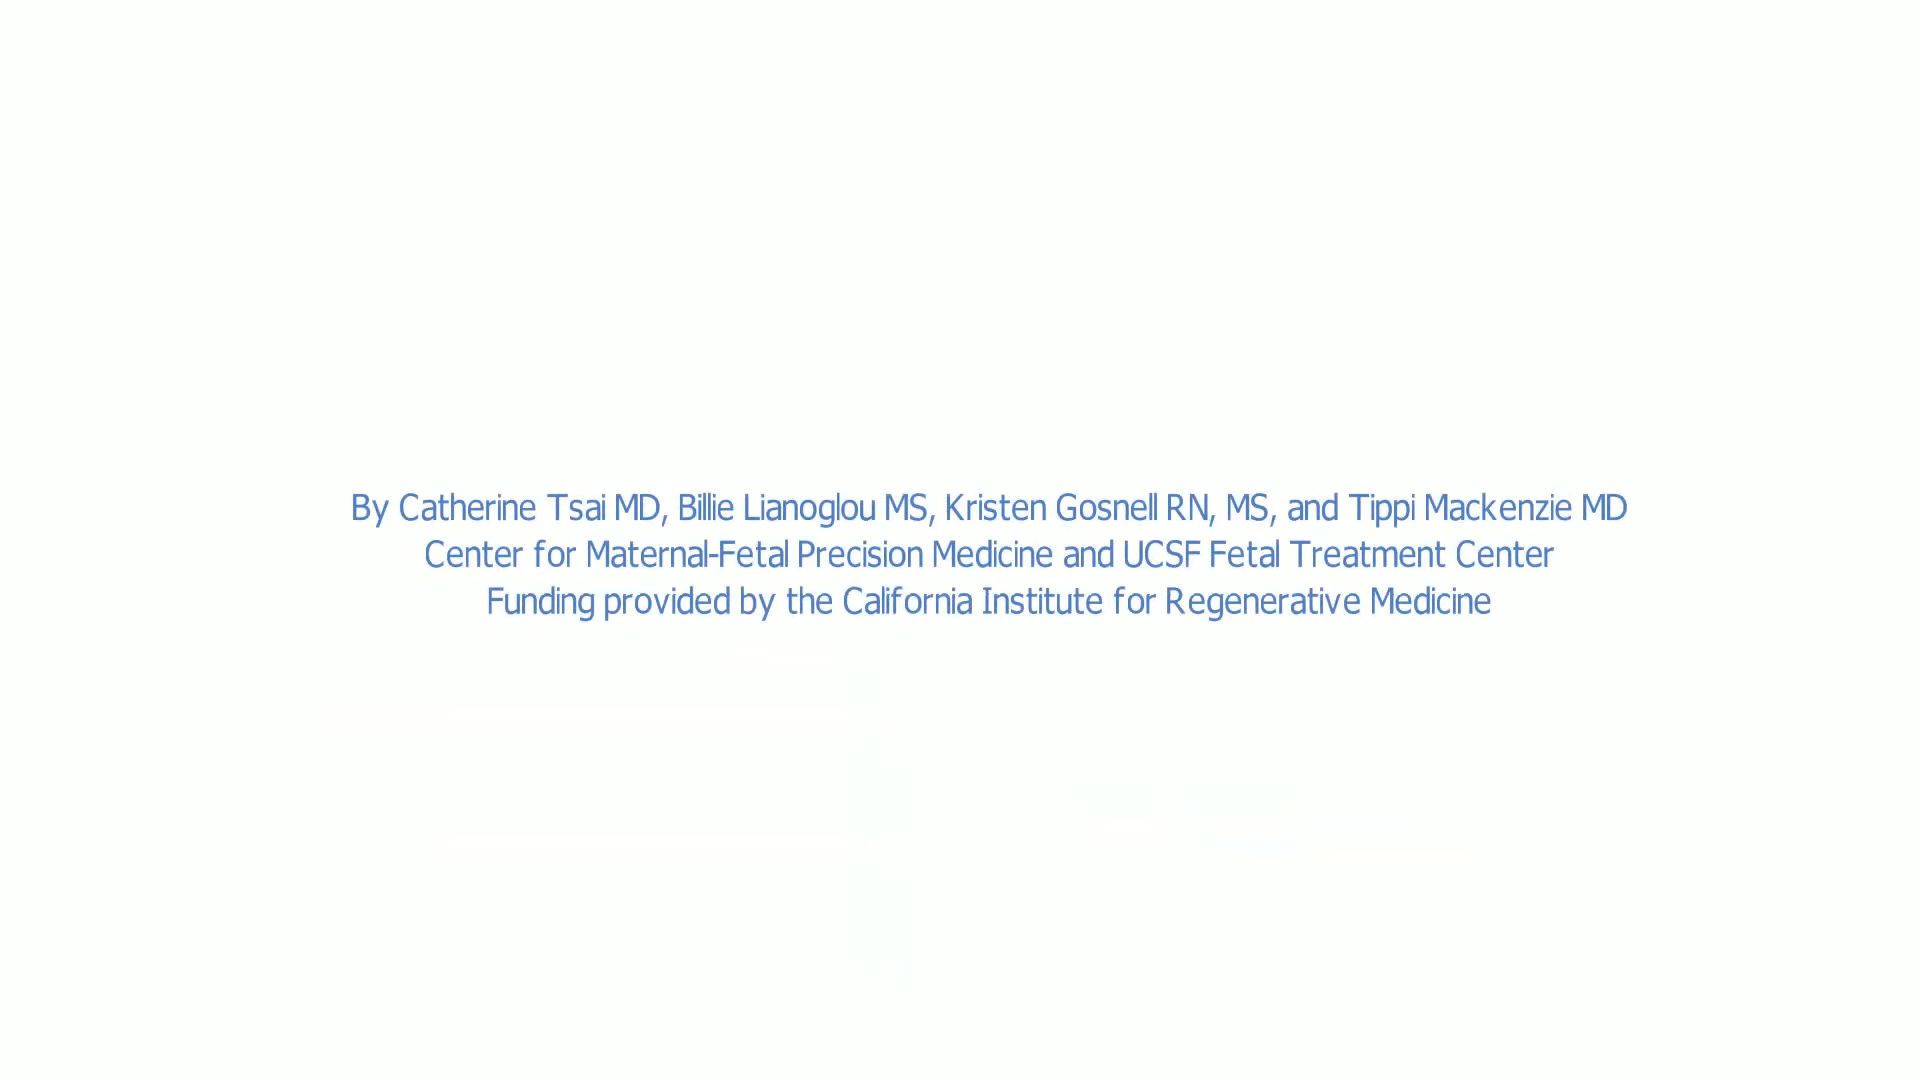 By Catherine Tsai MD, Billie Lianoglou MS, Kristen Gosnell RN, MS, and Tippi Mackenzie MD
Center for Maternal-Fetal Precision Medicine and UCSF Fetal Treatment Center
Funding provided by the California Institute for Regenerative Medicine